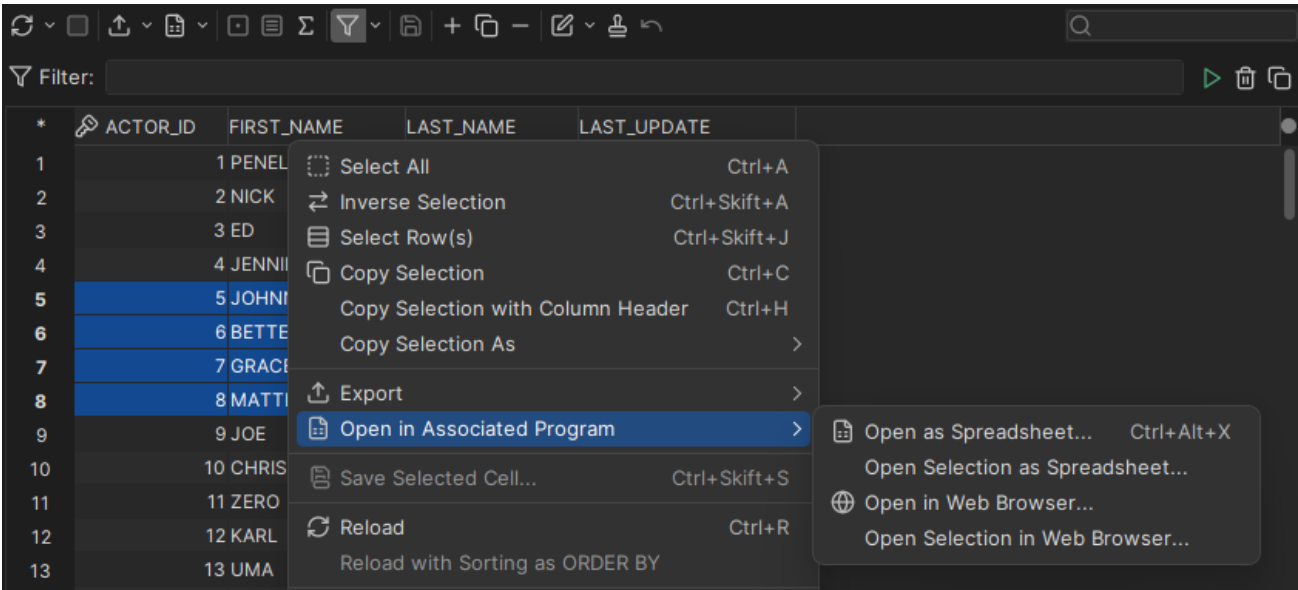 Filter:
* ACTOR_ID FIRST_NAME LAST_NAME LAST_UPDATE
1 1 PENEL
2 2 NICK
3 3 ED
4 4 JENNI
5 5 JOHN
6 6 BETTE
7 7 GRACE
8 8 MATT
9 9 JOE
10 10 CHRIS
11 11 ZERO
12 12 KARL
13 13 UMA
Select All Ctrl+A
Inverse Selection Ctrl+Skift+A
Select Row(s) Ctrl+Skift+J
Copy Selection Ctrl+C
Copy Selection with Column Header Ctrl+H
Copy Selection As
Export
Open in Associated Program
Save Selected Cell... Ctrl+Skift+S
Reload Ctrl+R
Reload with Sorting as ORDER BY
Open as Spreadsheet... Ctrl+Alt+X
Open Selection as Spreadsheet...
Open in Web Browser...
Open Selection in Web Browser...